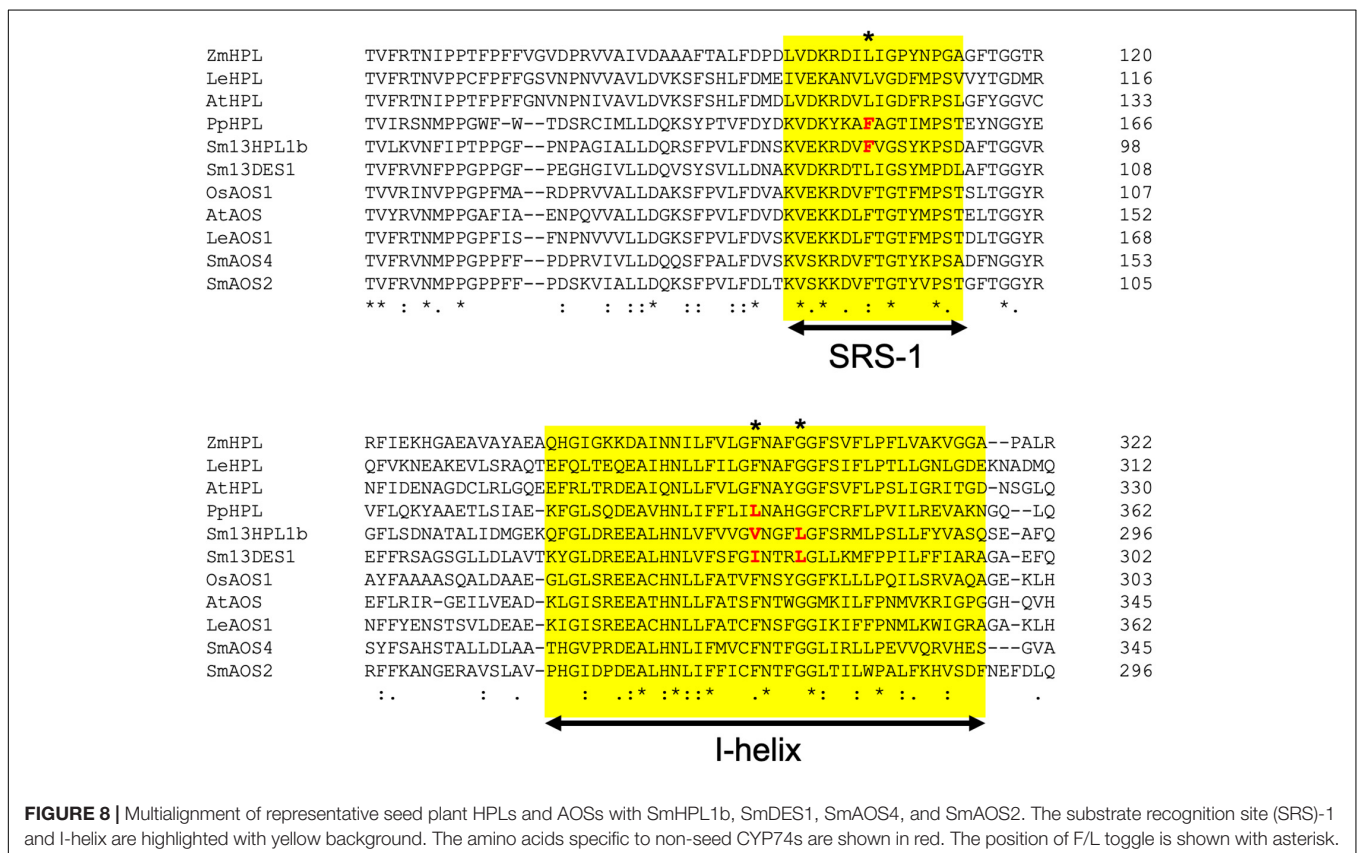 *
ZmHPL TVFRTNIPPTFPFFVGVDPRVVAIVDAAAFTALFDPDLVDKRDILIGPYNPGAGFTGGTR 120
LeHPL TVFRTNVPPCFPFFGSVNPNVVAVLDVKSFSHLFDMEIVEKANVLVGDFMPSVVYTGDMR 116
AtHPL TVFRTNIPPTFPFFGNVNPNIVAVLDVKSFSHLFDMDLVDKRDVLIGDFRPSLGFYGGVC 133
PpHPL TVIRSNMPPGWF-W--TDSRCIMLLDQKSYPTVFDYDKVDKYKAFAGTIMPSTEYNGGYE 166
Sm13HPL1b TVLKVNFIPTPPGF--PNPAGIALLDQRSFPVLFDNSKVEKRDVFVGSYKPSDAFTGGVR 98
Sm13DES1 TVFRVNFPPGPPGF--PEGHGIVLLDQVSYSVLLDNAKVDKRDTLIGSYMPDLAFTGGYR 108
OsAOS1 TVVRINVPPGPFMA--RDPRVVALLDAKSFPVLFDVAKVEKRDVFTGTFMPSTSLTGGYR 107
AtAOS TVYRVNMPPGAFIA--ENPQVVALLDGKSFPVLFDVDKVEKKDLFTGTYMPSTELTGGYR 152
LeAOS1 TVFRTNMPPGPFIS--FNPNVVVLLDGKSFPVLFDVSKVEKKDLFTGTFMPSTDLTGGYR 168
SmAOS4 TVFRVNMPPGPPFF--PDPRVIVLLDQQSFPALFDVSKVSKRDVFTGTYKPSADFNGGYR 153
SmAOS2 TVFRVNMPPGPPFF--PDSKVIALLDQKSFPVLFDLTKVSKKDVFTGTYVPSTGFTGGYR 105
** : *. * : : ::* ::* *.* . : * *. *.
SRS-1
* *
ZmHPL RFIEKHGAEAVAYAEAQHGIGKKDAINNILFVLGFNAFGGFSVFLPFLVAKVGGA--PALR 322
LeHPL QFVKNEAKEVLSRAQTEFQLTEQEAIHNLLFILGFNAFGGFSIFLPTLLGNLGDEKNADMQ 312
AtHPL NFIDENAGDCLRLGQEEFRLTRDEAIQNLLFVLGFNAYGGFSVFLPSLIGRITGD-NSGLQ 330
PpHPL VFLQKYAAETLSIAE-KFGLSQDEAVHNLIFFLILNAHGGFCRFLPVILREVAKNGQ--LQ 362
Sm13HPL1b GFLSDNATALIDMGEKQFGLDREEALHNLVFVVGVNGFLGFSRMLPSLLFYVASQSE-AFQ 296
Sm13DES1 EFFRSAGSGLLDLAVTKYGLDREEALHNLVFSFGINTRLGLLKMFPPILFFIARAGA-EFQ 302
OsAOS1 AYFAAAASQALDAAE-GLGLSREEACHNLLFATVFNSYGGFKLLLPQILSRVAQAGE-KLH 303
AtAOS EFLRIR-GEILVEAD-KLGISREEATHNLLFATSFNTWGGMKILFPNMVKRIGPGGH-QVH 345
LeAOS1 NFFYENSTSVLDEAE-KIGISREEACHNLLFATCFNSFGGIKIFFPNMLKWIGRAGA-KLH 362
SmAOS4 SYFSAHSTALLDLAA-THGVPRDEALHNLIFMVCFNTFGGLIRLLPEVVQRVHES---GVA 345
SmAOS2 RFFKANGERAVSLAV-PHGIDPDEALHNLIFFICFNTFGGLTILWPALFKHVSDFNEFDLQ 296
:. : . : .:* :*::* .* : : * :. : .
I-helix
FIGURE 8 | Multialignment of representative seed plant HPLs and AOSs with SmHPL1b, SmDES1, SmAOS4, and SmAOS2. The substrate recognition site (SRS)-1
and I-helix are highlighted with yellow background. The amino acids specific to non-seed CYP74s are shown in red. The position of F/L toggle is shown with asterisk.